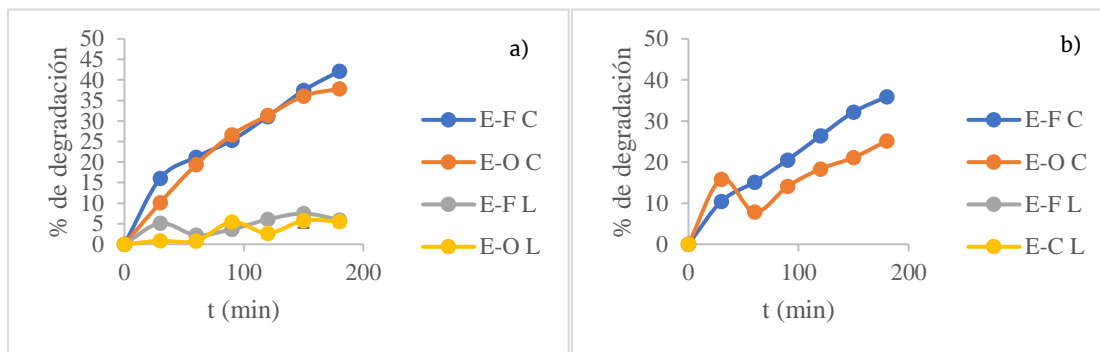 a)
% de degradación
50
45
40
35
30
25
20
15
10
5
0
0
100
200
t (min)
E-F C
E-O C
E-F L
E-O L
b)
% de degradación
50
40
30
20
10
0
0
100
200
t (min)
E-F C
E-O C
E-F L
E-C L